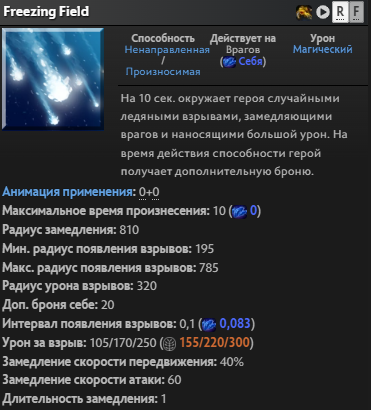 Freezing Field
R F
Способность
Ненаправленная
/
Произносимая
Действует на
Врагов
(Себя)
Урон
Магический
На 10 сек. окружает героя случайными
ледяными взрывами, замедляющими
врагов и наносящими большой урон. На
время действия способности герой
получает дополнительную броню.
Анимация применения: 0+0
Максимальное время произнесения: 10 (0)
Радиус замедления: 810
Мин. радиус появления взрывов: 195
Макс. радиус появления взрывов: 785
Радиус урона взрывов: 320
Доп. броня себе: 20
Интервал появления взрывов: 0,1 (0,083)
Урон за взрыв: 105/170/250 (155/220/300)
Замедление скорости передвижения: 40%
Замедление скорости атаки: 60
Длительность замедления: 1